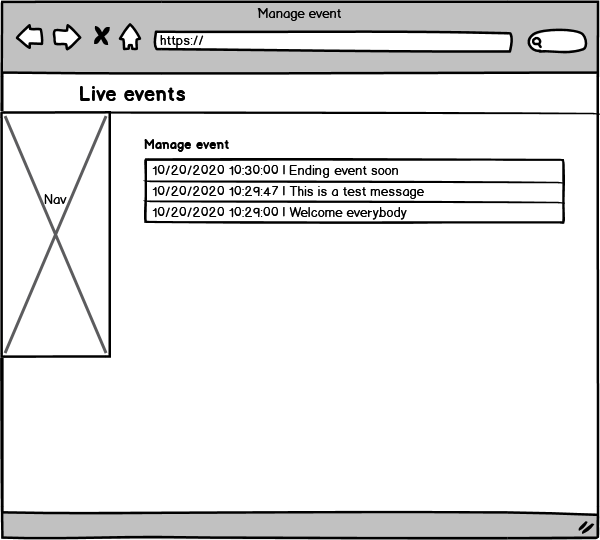 Manage event
https://
Live events
Nav
Manage event
10/20/2020 10:30:00 | Ending event soon
10/20/2020 10:29:47 | This is a test message
10/20/2020 10:29:00 | Welcome everybody